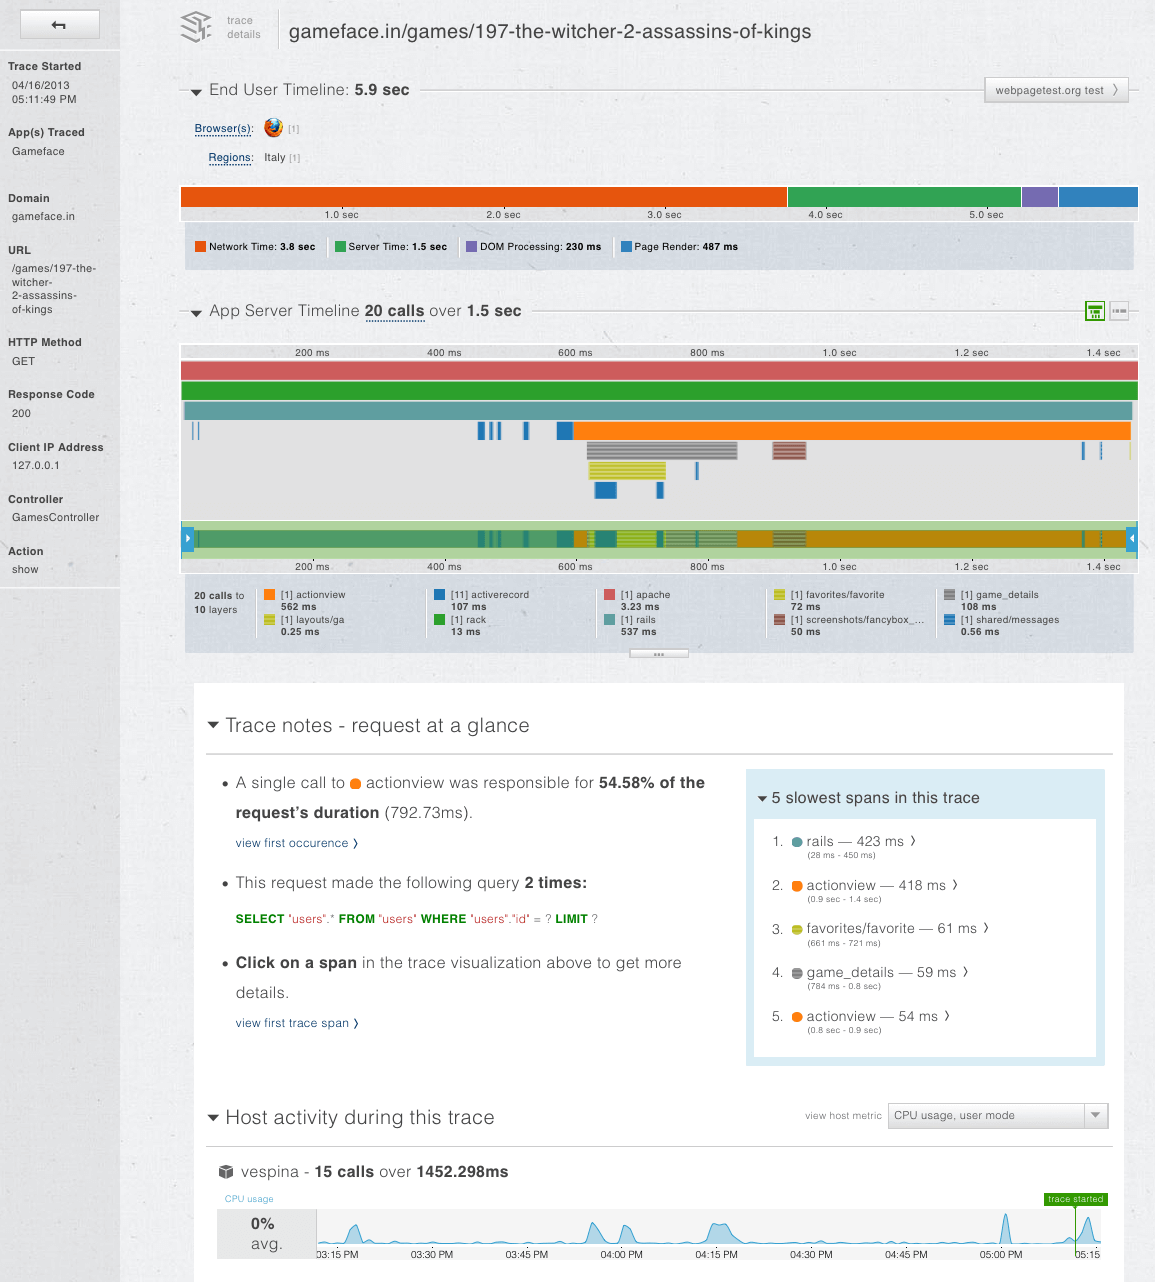 trace
details
gameface.in/games/197-the-witcher-2-assassins-of-kings
Trace Started
04/16/2013
05:11:49 PM
App(s) Traced
Gameface
Domain
gameface.in
URL
/games/197-the-
witcher-
2-assassins-
of-kings
HTTP Method
GET
Response Code
200
Client IP Address
127.0.0.1
Controller
GamesController
Action
show
End User Timeline: 5.9 sec
webpagetest.org test
Browser(s): [1]
Regions: Italy [1]
1.0 sec 2.0 sec 3.0 sec 4.0 sec 5.0 sec
Network Time: 3.8 sec Server Time: 1.5 sec DOM Processing: 230 ms Page Render: 487 ms
App Server Timeline 20 calls over 1.5 sec
200 ms 400 ms 600 ms 800 ms 1.0 sec 1.2 sec 1.4 sec
200 ms 400 ms 600 ms 800 ms 1.0 sec 1.2 sec 1.4 sec
20 calls to
10 layers
[1] actionview
562 ms
[1] layouts/ga
0.25 ms
[11] activerecord
107 ms
[1] rack
13 ms
[1] apache
3.23 ms
[1] rails
537 ms
[1] favorites/favorite
72 ms
[1] screenshots/fancybox_...
50 ms
[1] game_details
108 ms
[1] shared/messages
0.56 ms
Trace notes - request at a glance
• A single call to actionview was responsible for 54.58% of the
request's duration (792.73ms).
view first occurence ⟩
• This request made the following query 2 times:
SELECT "users".* FROM "users" WHERE "users"."id" = ? LIMIT ?
• Click on a span in the trace visualization above to get more
details.
view first trace span ⟩
5 slowest spans in this trace
1. rails — 423 ms ⟩
(28 ms - 450 ms)
2. actionview — 418 ms ⟩
(0.9 sec - 1.4 sec)
3. favorites/favorite — 61 ms ⟩
(661 ms - 721 ms)
4. game_details — 59 ms ⟩
(784 ms - 0.8 sec)
5. actionview — 54 ms ⟩
(0.8 sec - 0.9 sec)
Host activity during this trace
view host metric CPU usage, user mode
vespina - 15 calls over 1452.298ms
CPU usage
trace started
0%
avg.
03:15 PM 03:30 PM 03:45 PM 04:00 PM 04:15 PM 04:30 PM 04:45 PM 05:00 PM 05:15